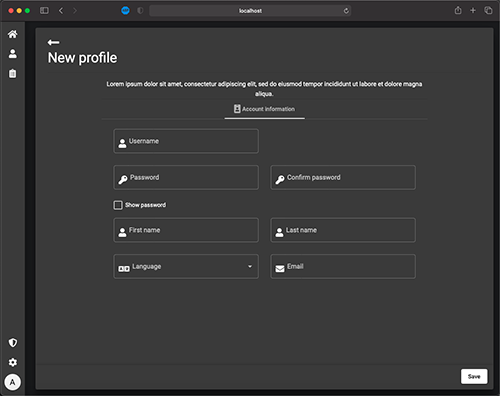 localhost
New profile
Lorem ipsum dolor sit amet, consectetur adipiscing elit, sed do eiusmod tempor incididunt ut labore et dolore magna
aliqua.
Account information
Username
Password
Confirm password
Show password
First name
Last name
Language
Email
A
Save